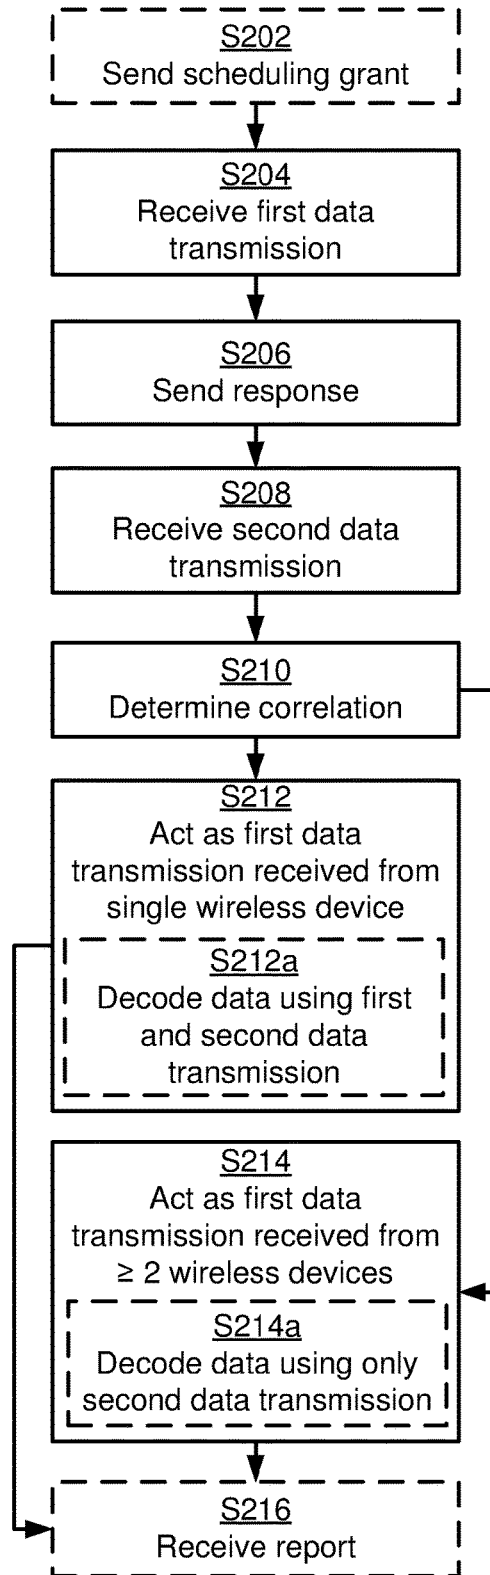 S202
Send scheduling grant
S204
Receive first data
transmission
S206
Send response
S208
Receive second data
transmission
S210
Determine correlation
S212
Act as first data
transmission received from
single wireless device
S212a
Decode data using first
and second data
transmission
S214
Act as first data
transmission received from
≥ 2 wireless devices
S214a
Decode data using only
second data transmission
S216
Receive report